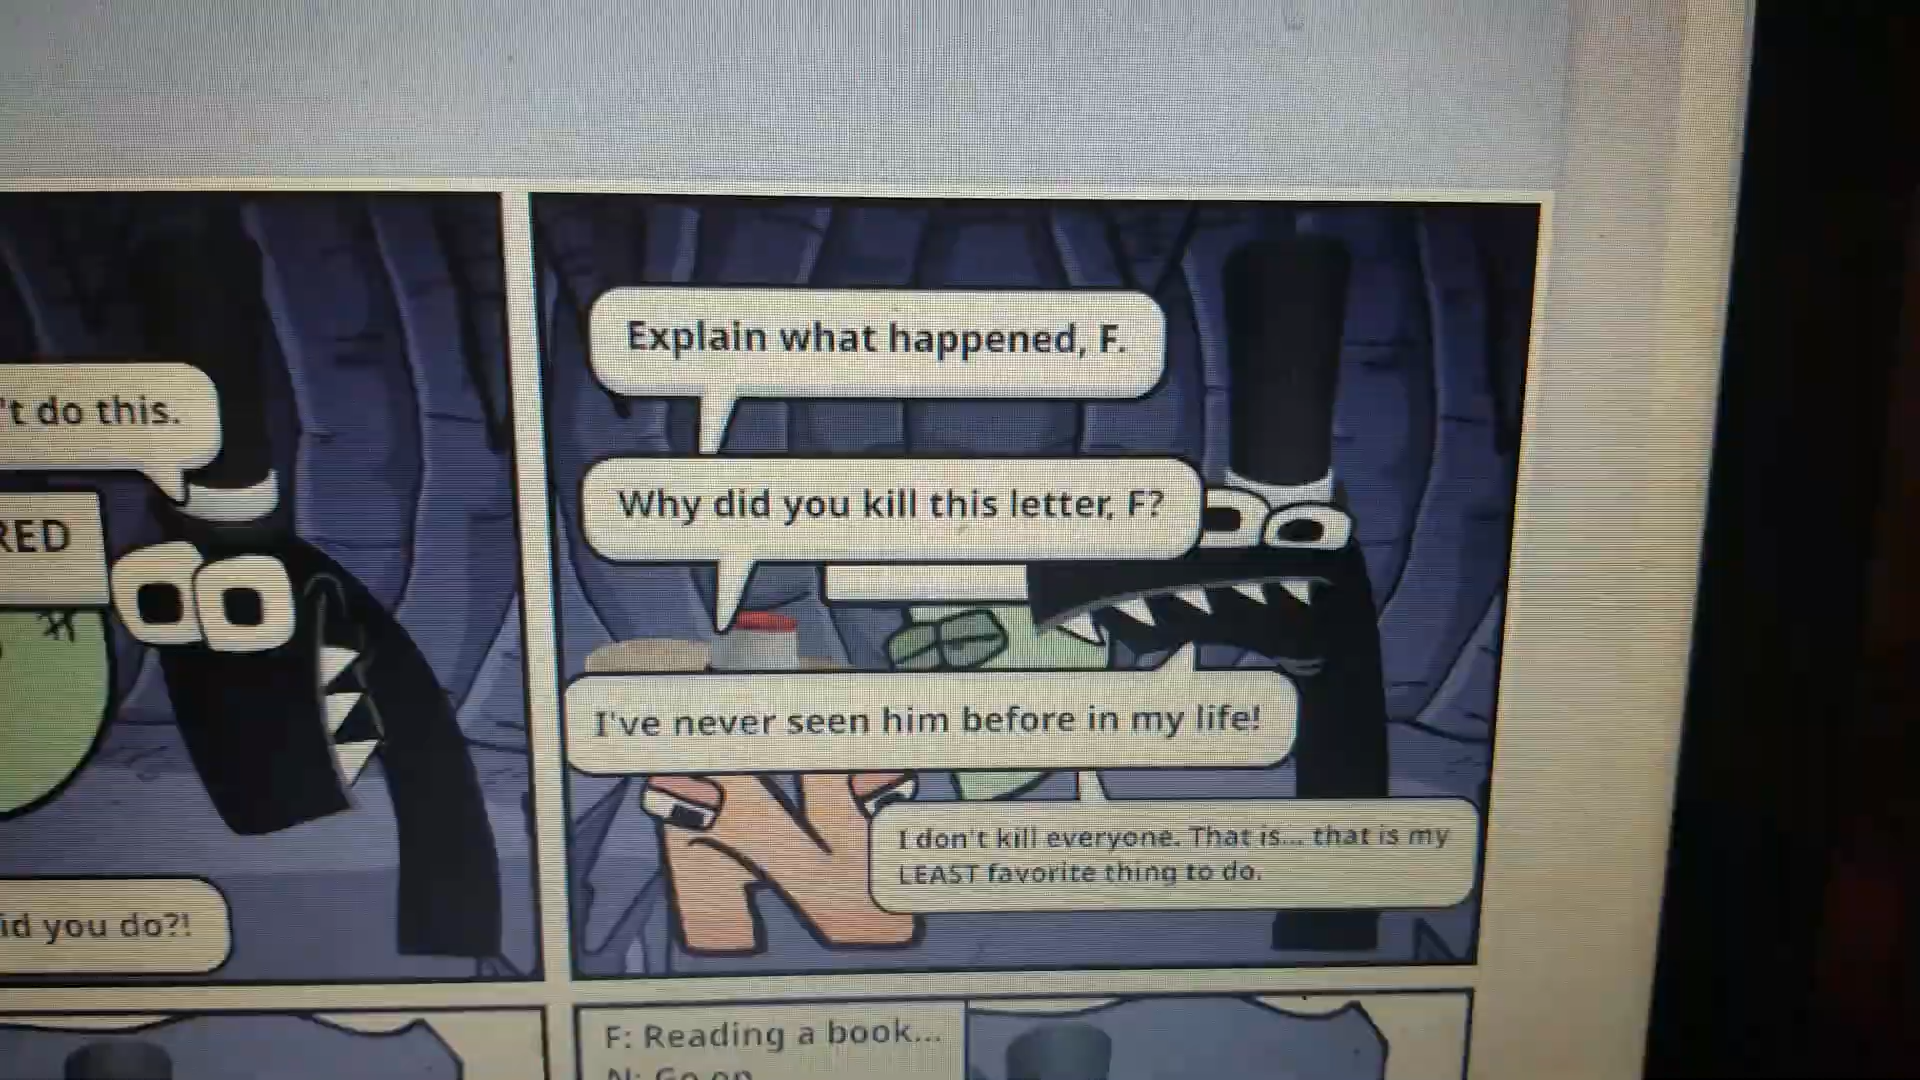 't do this.
RED
id you do?!
Explain what happened, F.
Why did you kill this letter, F?
I've never seen him before in my life!
I don't kill everyone. That is... that is my
LEAST favorite thing to do.
F: Reading a book...
N: Go on